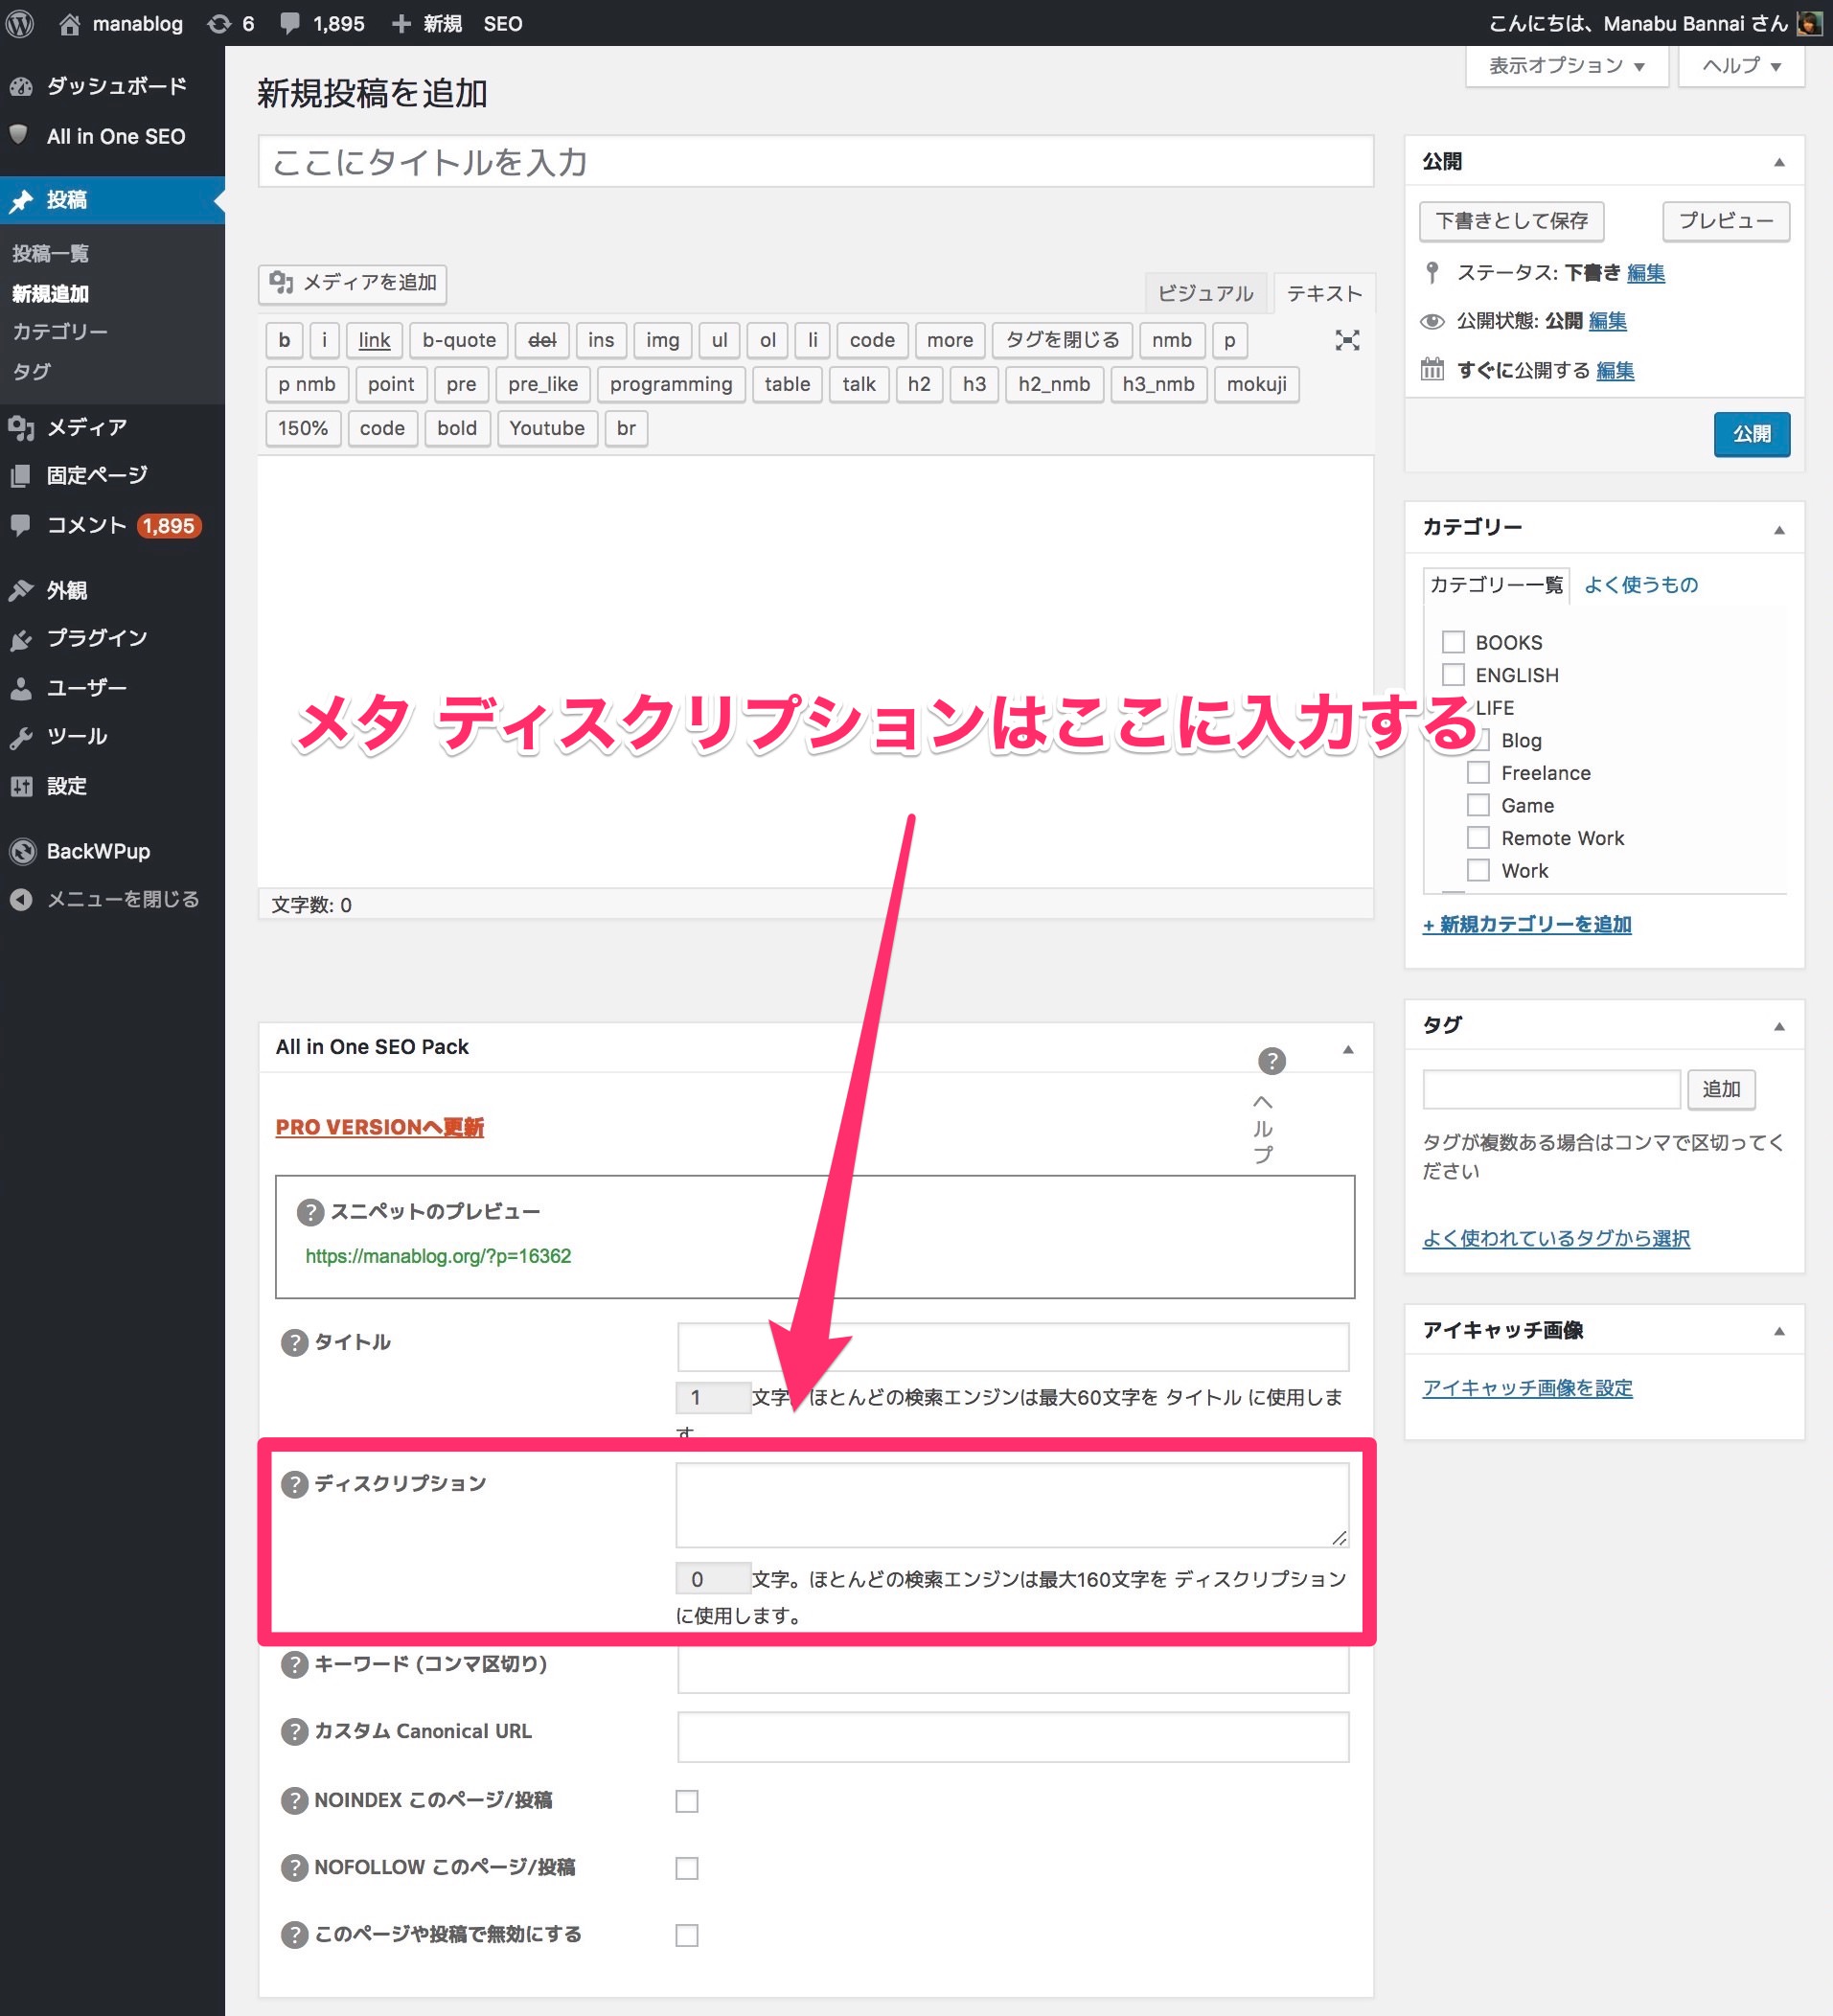 manablog 6 1,895 新規 SEO こんにちは、Manabu Bannai さん
ダッシュボード
All in One SEO
投稿
投稿一覧
新規追加
カテゴリー
タグ
メディア
固定ページ
コメント 1,895
外観
プラグイン
ユーザー
ツール
設定
BackWPup
メニューを閉じる
表示オプション ヘルプ
新規投稿を追加
ここにタイトルを入力
メディアを追加
ビジュアル テキスト
b i link b-quote del ins img ul ol li code more タグを閉じる nmb p
p nmb point pre pre_like programming table talk h2 h3 h2_nmb h3_nmb mokuji
150% code bold Youtube br
メタ ディスクリプションはここに入力する
文字数: 0
All in One SEO Pack
?
ヘルプ
PRO VERSIONへ更新
? スニペットのプレビュー
https://manablog.org/?p=16362
? タイトル
1 文字。ほとんどの検索エンジンは最大60文字を タイトル に使用しま
す
? ディスクリプション
0 文字。ほとんどの検索エンジンは最大160文字を ディスクリプション
に使用します。
? キーワード (コンマ区切り)
? カスタム Canonical URL
? NOINDEX このページ/投稿
? NOFOLLOW このページ/投稿
? このページや投稿で無効にする
公開
下書きとして保存 プレビュー
ステータス: 下書き 編集
公開状態: 公開 編集
すぐに公開する 編集
公開
カテゴリー
カテゴリー一覧 よく使うもの
BOOKS
ENGLISH
LIFE
Blog
Freelance
Game
Remote Work
Work
+ 新規カテゴリーを追加
タグ
追加
タグが複数ある場合はコンマで区切ってく
ださい
よく使われているタグから選択
アイキャッチ画像
アイキャッチ画像を設定